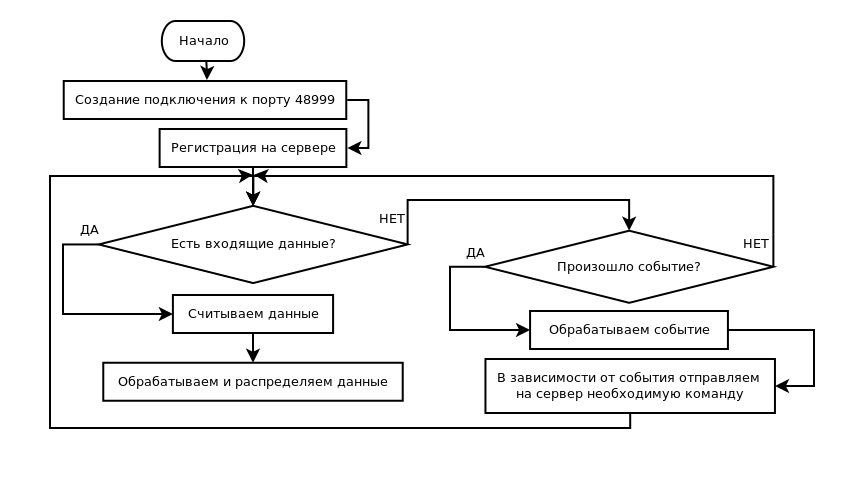 Начало
Создание подключения к порту 48999
Регистрация на сервере
ДА
Есть входящие данные?
НЕТ
ДА
Произошло событие?
НЕТ
Считываем данные
Обрабатываем событие
Обрабатываем и распределяем данные
В зависимости от события отправляем
на сервер необходимую команду